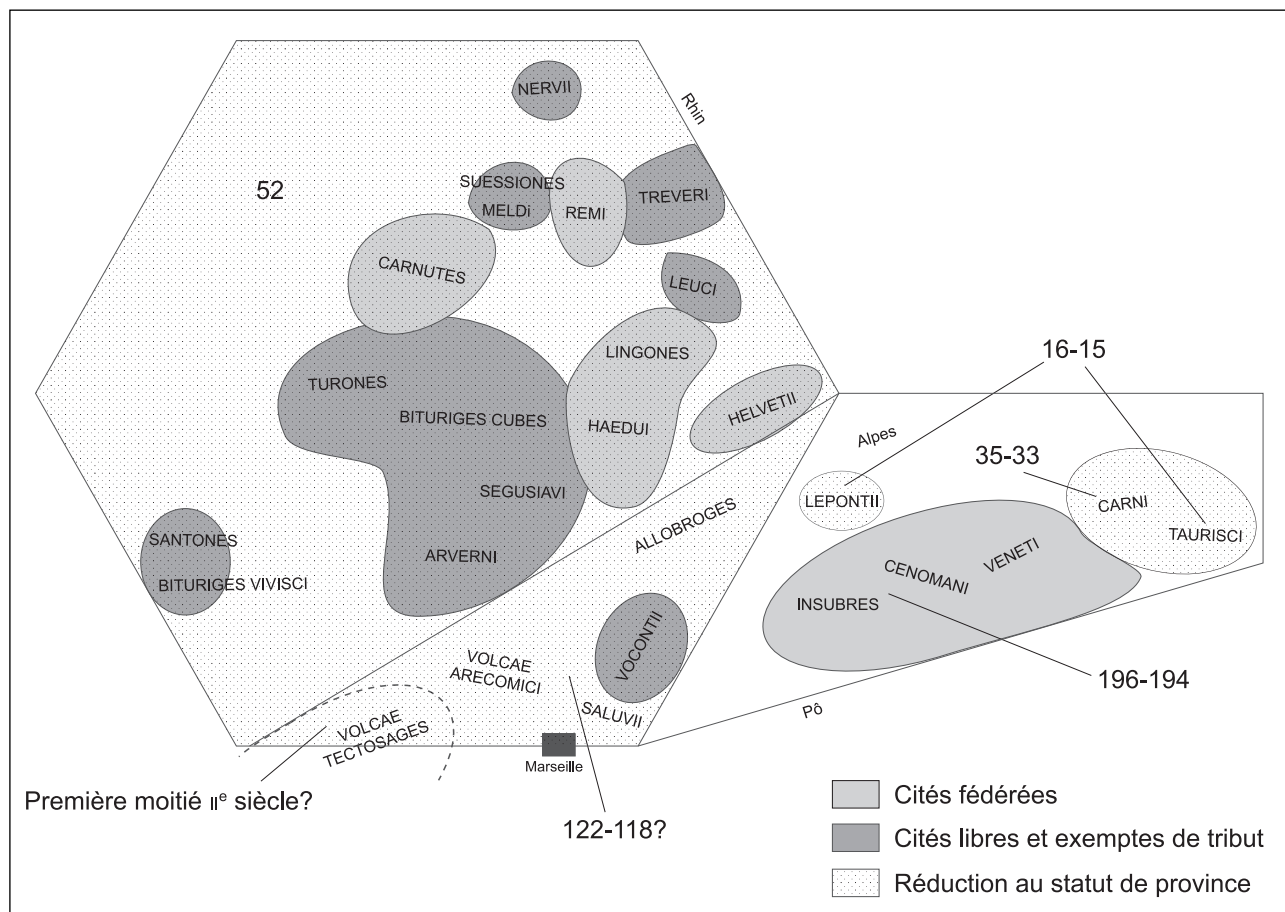 NERVII
Rhin
52
SUESSIONES
MELDi
REMI
TREVERI
CARNUTES
LEUCI
LINGONES
TURONES
BITURIGES CUBES
HAEDUI
HELVETII
16-15
Alpes
35-33
SEGUSIAVI
LEPONTII
CARNI
TAURISCI
ALLOBROGES
SANTONES
ARVERNI
BITURIGES VIVISCI
VENETI
CENOMANI
INSUBRES
VOCONTII
VOLCAE
ARECOMICI
196-194
SALUVII
Pô
VOLCAE
TECTOSAGES
Marseille
Première moitié IIe siècle?
122-118?
Cités fédérées
Cités libres et exemptes de tribut
Réduction au statut de province